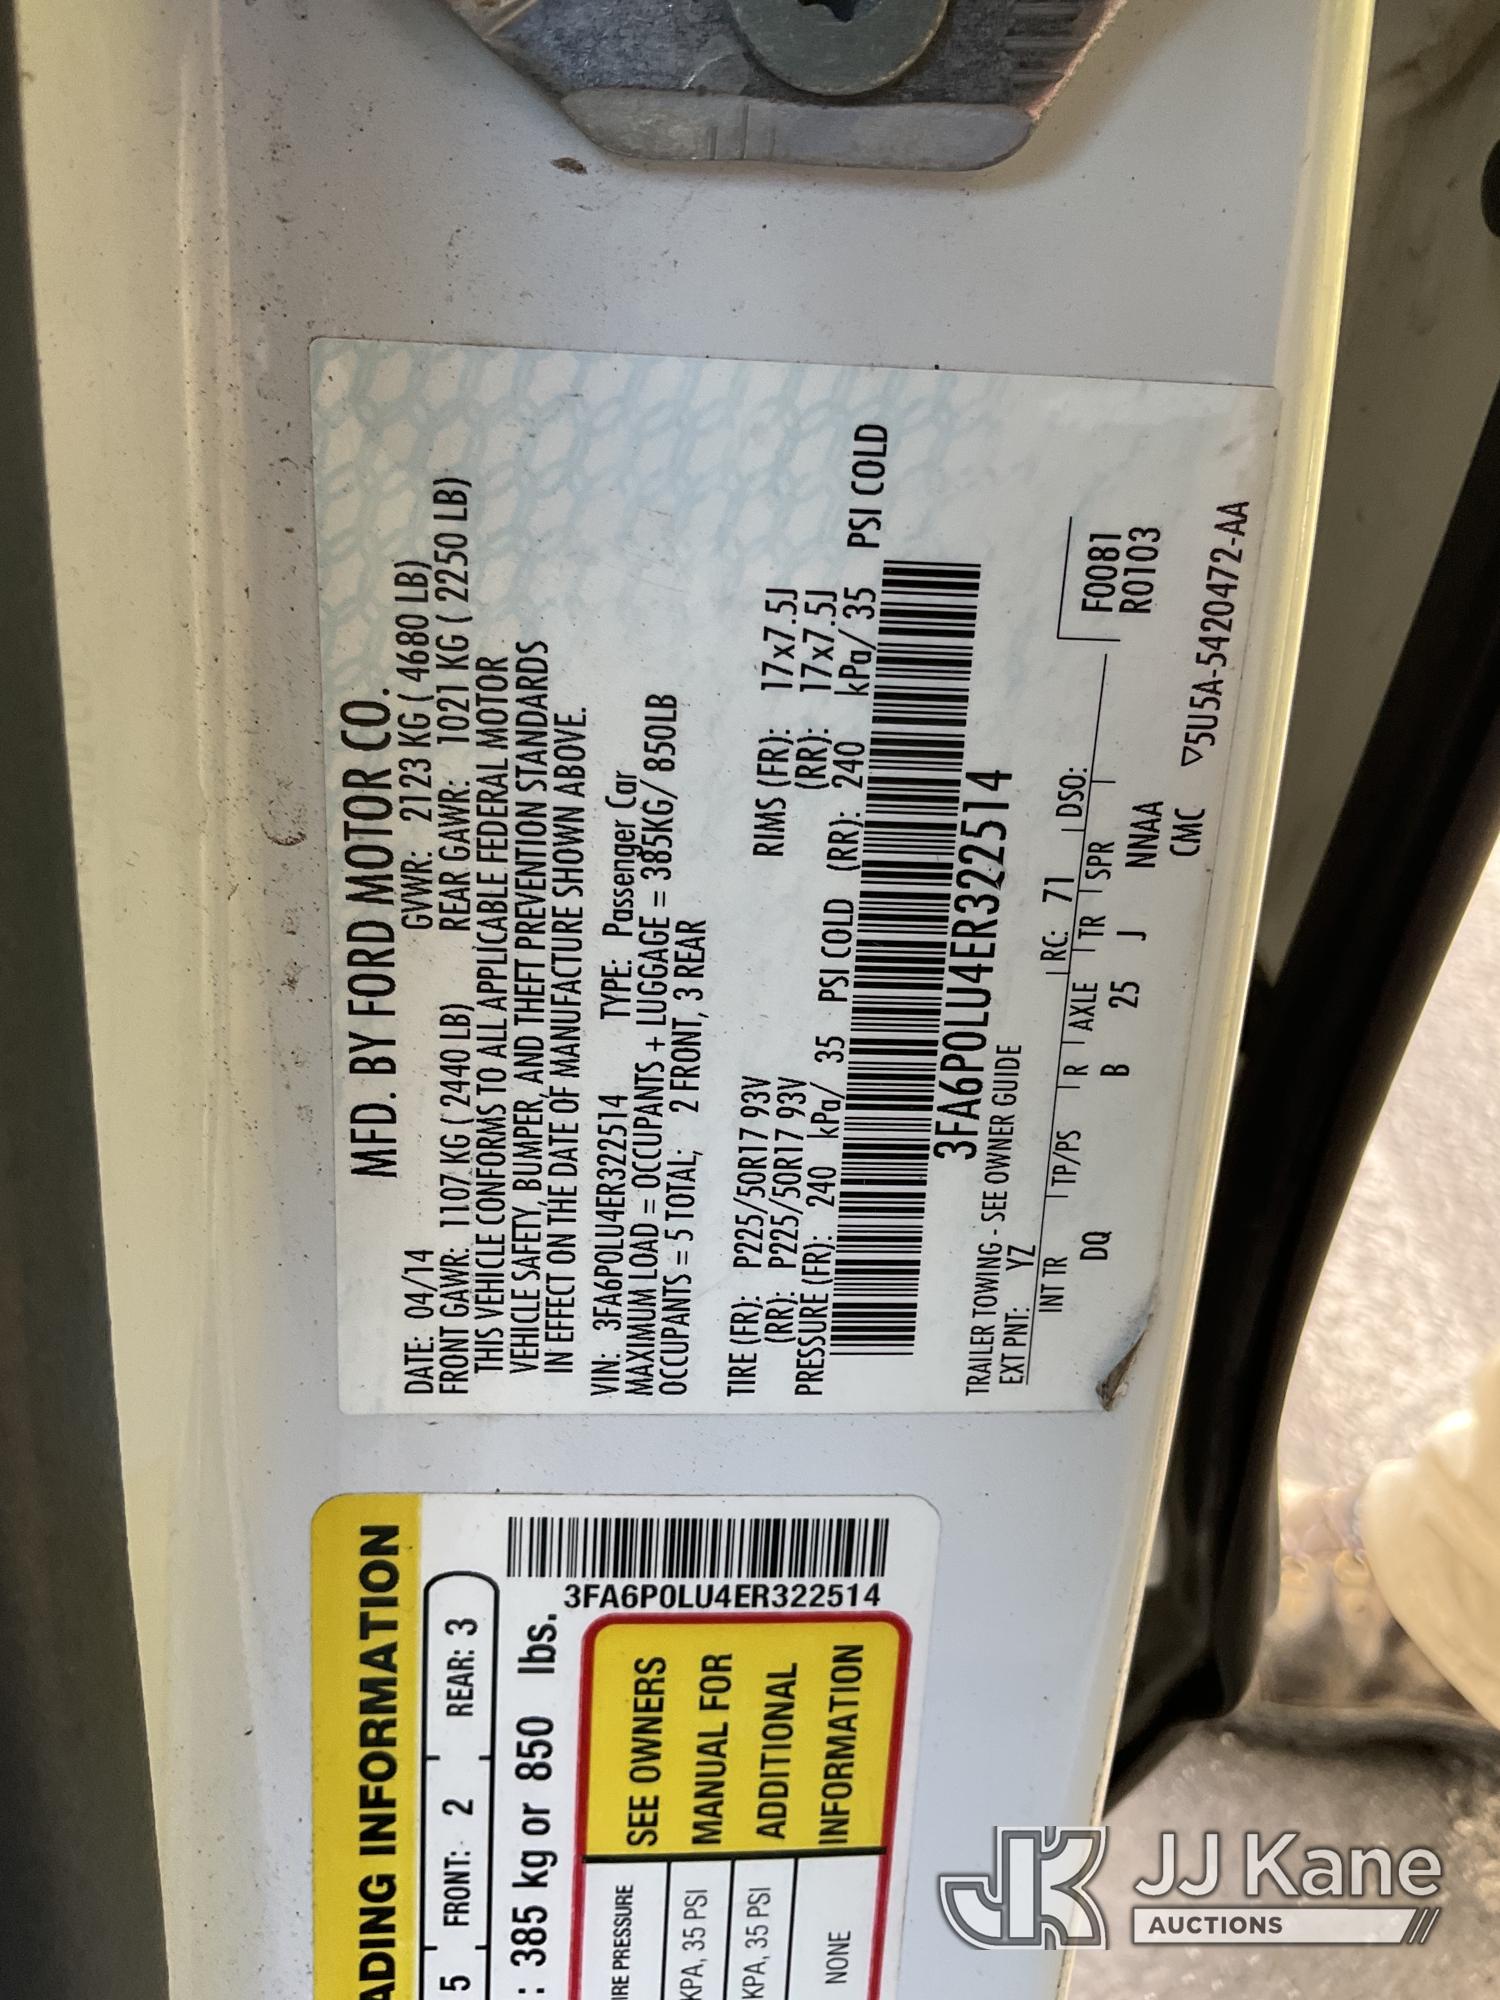 MFD. BY FORD MOTOR CO.
DATE: 04/14 GVWR: 2123 KG ( 4680 LB)
FRONT GAWR: 1107 KG ( 2440 LB) REAR GAWR: 1021 KG ( 2250 LB)
THIS VEHICLE CONFORMS TO ALL APPLICABLE FEDERAL MOTOR
VEHICLE SAFETY, BUMPER, AND THEFT PREVENTION STANDARDS
IN EFFECT ON THE DATE OF MANUFACTURE SHOWN ABOVE.
VIN: 3FA6P0LU4ER322514 TYPE: Passenger Car
MAXIMUM LOAD = OCCUPANTS + LUGGAGE = 385KG/ 850LB
OCCUPANTS = 5 TOTAL; 2 FRONT, 3 REAR
TIRE (FR): P225/50R17 93V RIMS (FR): 17x7.5J
(RR): P225/50R17 93V (RR): 17x7.5J
PRESSURE (FR): 240 kPa/ 35 PSI COLD (RR): 240 kPa/ 35 PSI COLD
3FA6P0LU4ER322514
TRAILER TOWING - SEE OWNER GUIDE
EXT PNT: YZ RC: 71 DSO:
INT TR TP/PS R AXLE TR SPR
DQ B 25 J NNAA
F0081
R0103
CMC ▽5U5A-5420472-AA
ADING INFORMATION
5 FRONT: 2 REAR: 3
: 385 kg or 850 lbs.
3FA6P0LU4ER322514
IRE PRESSURE
KPA, 35 PSI
KPA, 35 PSI
NONE
SEE OWNERS
MANUAL FOR
ADDITIONAL
INFORMATION
JK
JJ Kane
AUCTIONS